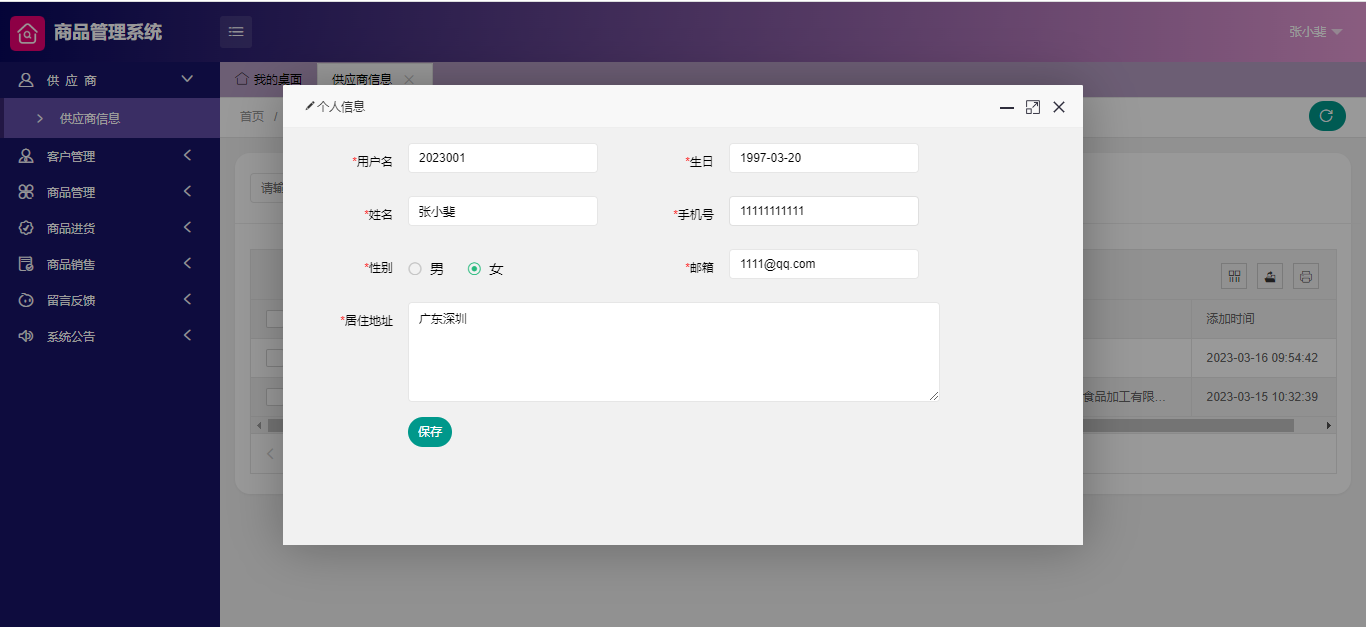 商品管理系统
张小斐
供 应 商
供应商信息
客户管理
商品管理
商品进货
商品销售
留言反馈
系统公告
我的桌面
供应商信息
首页 /
请输
个人信息
*用户名 2023001
*生日 1997-03-20
*姓名 张小斐
*手机号 11111111111
*性别 男 女
*邮箱 1111@qq.com
*居住地址 广东深圳
保存
添加时间
2023-03-16 09:54:42
食品加工有限...
2023-03-15 10:32:39